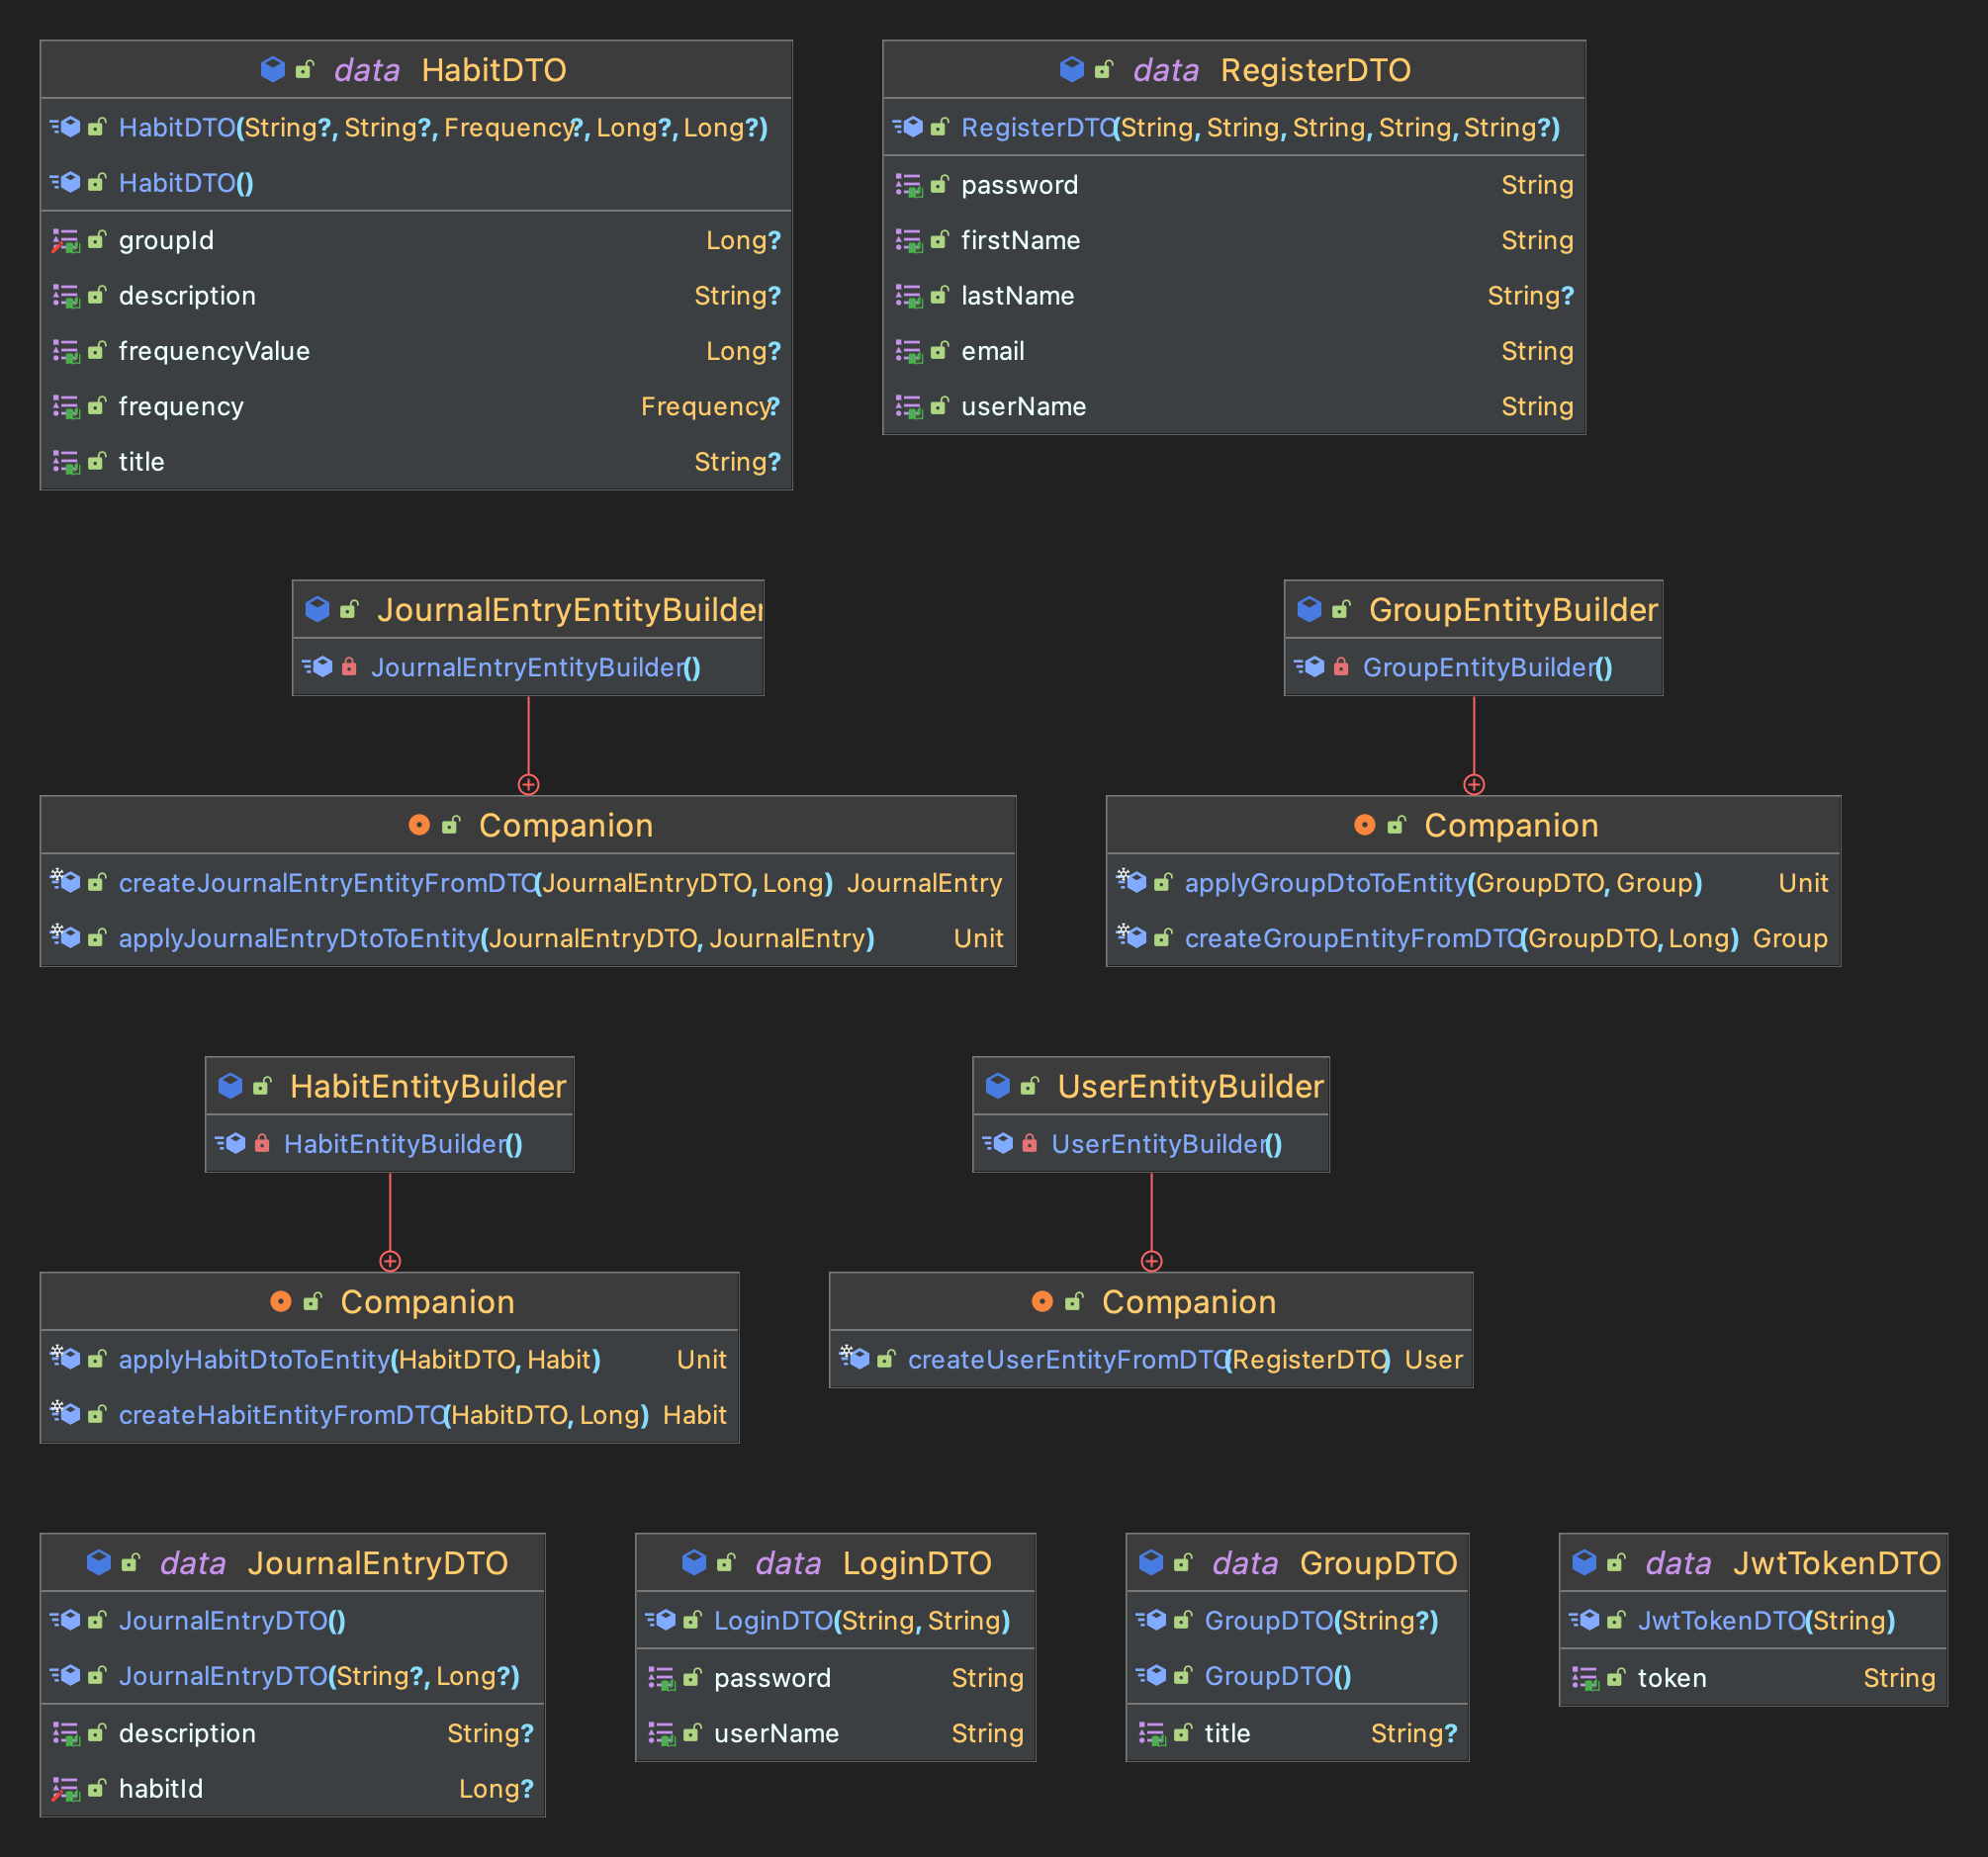 data HabitDTO
HabitDTO(String?, String?, Frequency?, Long?, Long?)
HabitDTO()
groupId Long?
description String?
frequencyValue Long?
frequency Frequency?
title String?
data RegisterDTO
RegisterDTO(String, String, String, String, String?)
password String
firstName String
lastName String?
email String
userName String
JournalEntryEntityBuilder
JournalEntryEntityBuilder()
GroupEntityBuilder
GroupEntityBuilder()
Companion
createJournalEntryEntityFromDTO(JournalEntryDTO, Long) JournalEntry
applyJournalEntryDtoToEntity(JournalEntryDTO, JournalEntry) Unit
Companion
applyGroupDtoToEntity(GroupDTO, Group) Unit
createGroupEntityFromDTO(GroupDTO, Long) Group
HabitEntityBuilder
HabitEntityBuilder()
UserEntityBuilder
UserEntityBuilder()
Companion
applyHabitDtoToEntity(HabitDTO, Habit) Unit
createHabitEntityFromDTO(HabitDTO, Long) Habit
Companion
createUserEntityFromDTO(RegisterDTO) User
data JournalEntryDTO
JournalEntryDTO()
JournalEntryDTO(String?, Long?)
description String?
habitId Long?
data LoginDTO
LoginDTO(String, String)
password String
userName String
data GroupDTO
GroupDTO(String?)
GroupDTO()
title String?
data JwtTokenDTO
JwtTokenDTO(String)
token String